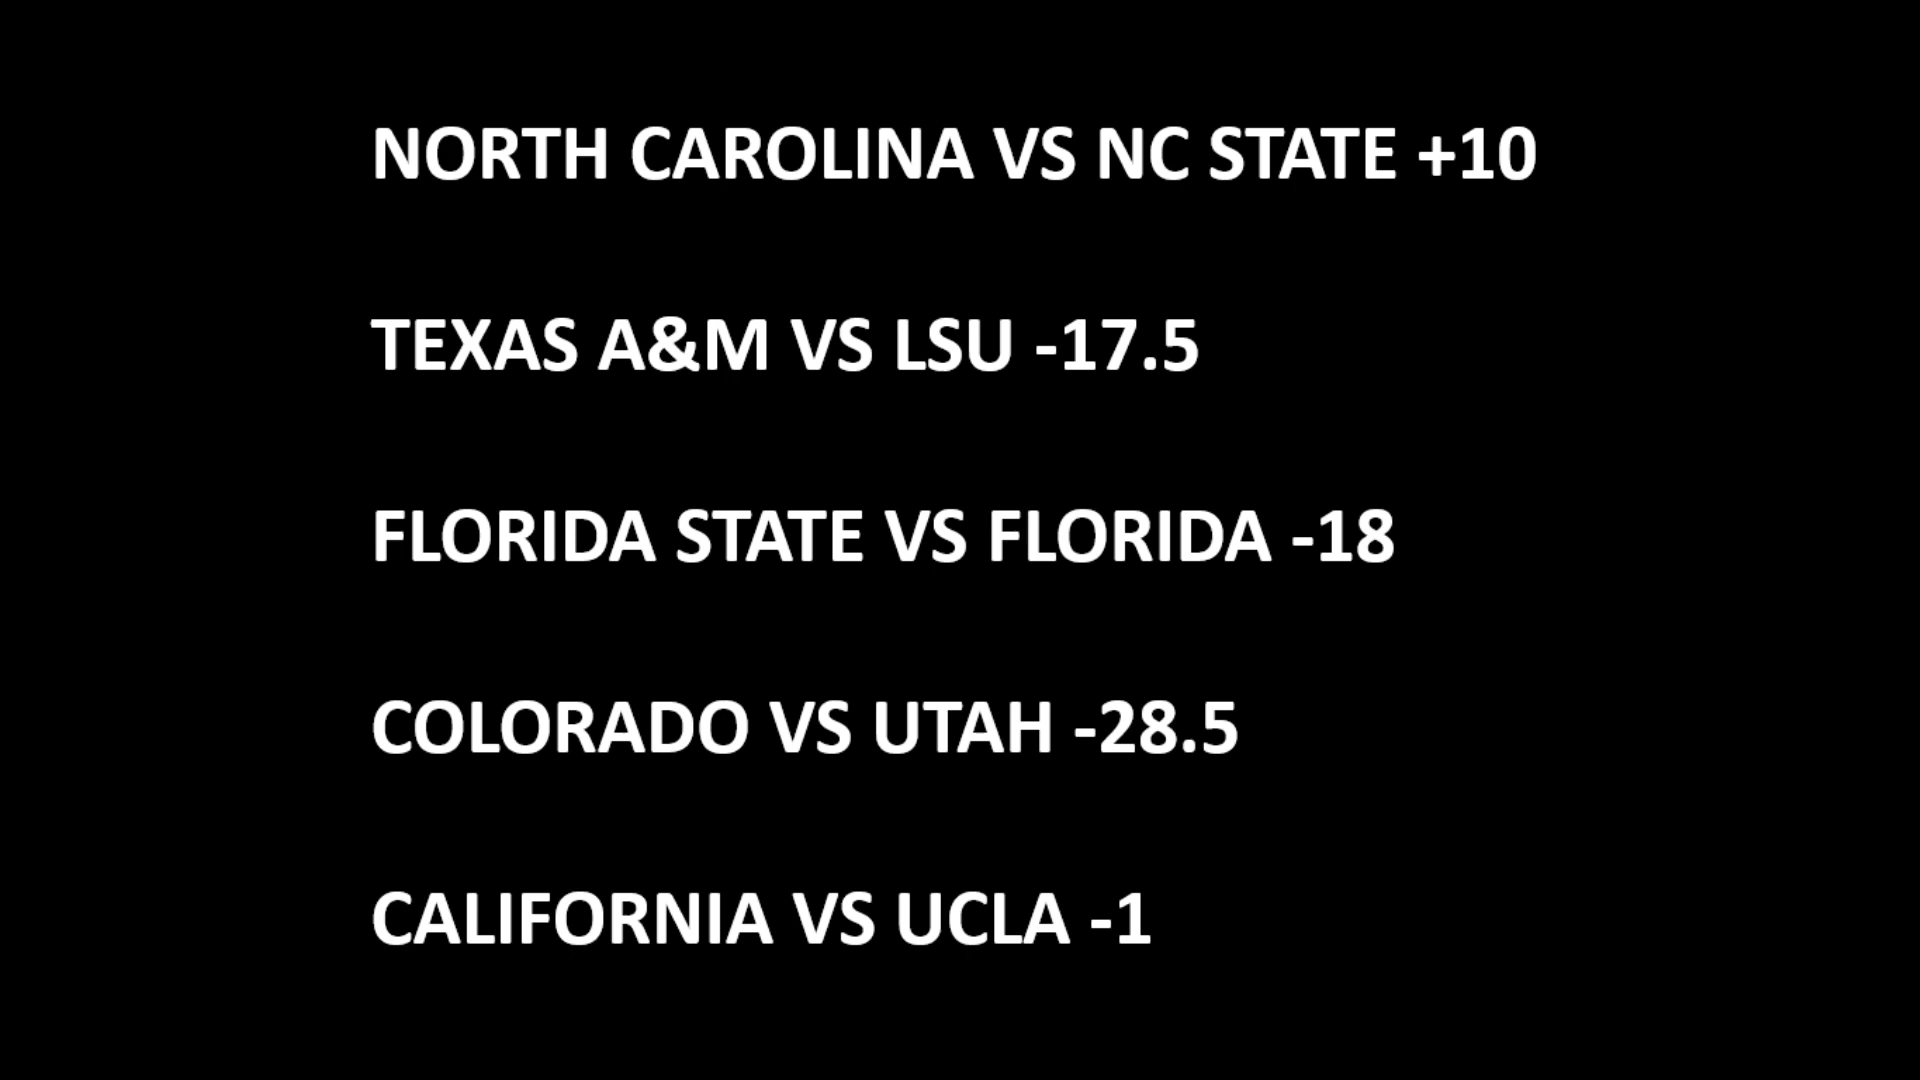 NORTH CAROLINA VS NC STATE +10
TEXAS A&M VS LSU -17.5
FLORIDA STATE VS FLORIDA -18
COLORADO VS UTAH -28.5
CALIFORNIA VS UCLA -1